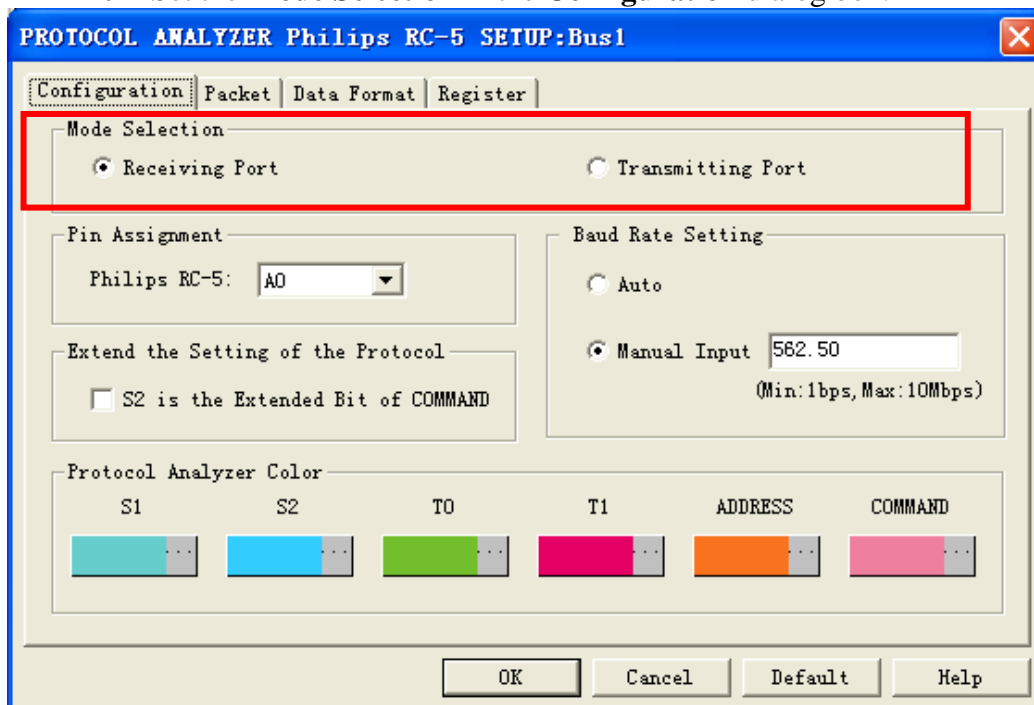 PROTOCOL ANALYZER Philips RC-5 SETUP:Bus1
Configuration Packet Data Format Register
Mode Selection
Receiving Port Transmitting Port
Pin Assignment Baud Rate Setting
Philips RC-5: A0 Auto
Extend the Setting of the Protocol Manual Input 562.50
S2 is the Extended Bit of COMMAND (Min:1bps,Max:10Mbps)
Protocol Analyzer Color
S1 S2 T0 T1 ADDRESS COMMAND
... ... ... ... ... ...
OK Cancel Default Help